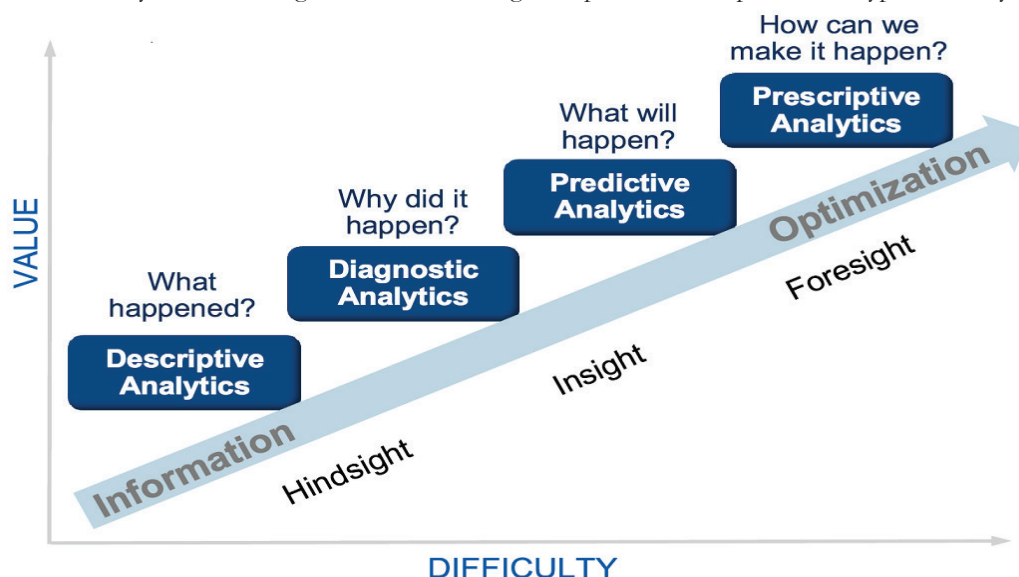 How can we
make it happen?
Prescriptive
Analytics
What will
happen?
Predictive
Analytics
Why did it
happen?
Diagnostic
Analytics
What
happened?
Descriptive
Analytics
Information
Optimization
Hindsight
Insight
Foresight
VALUE
DIFFICULTY